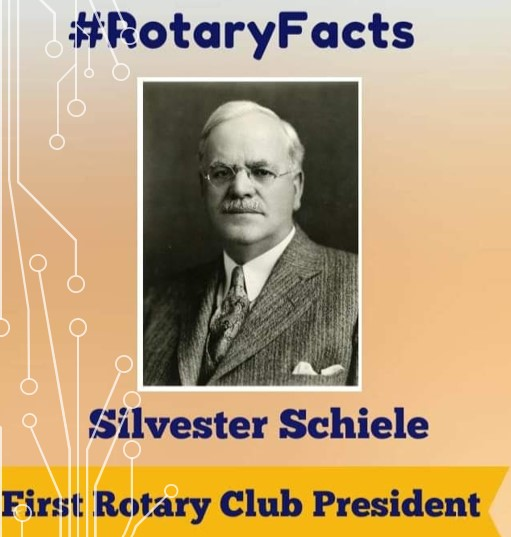 #RotaryFacts
Silvester Schiele
First Rotary Club President